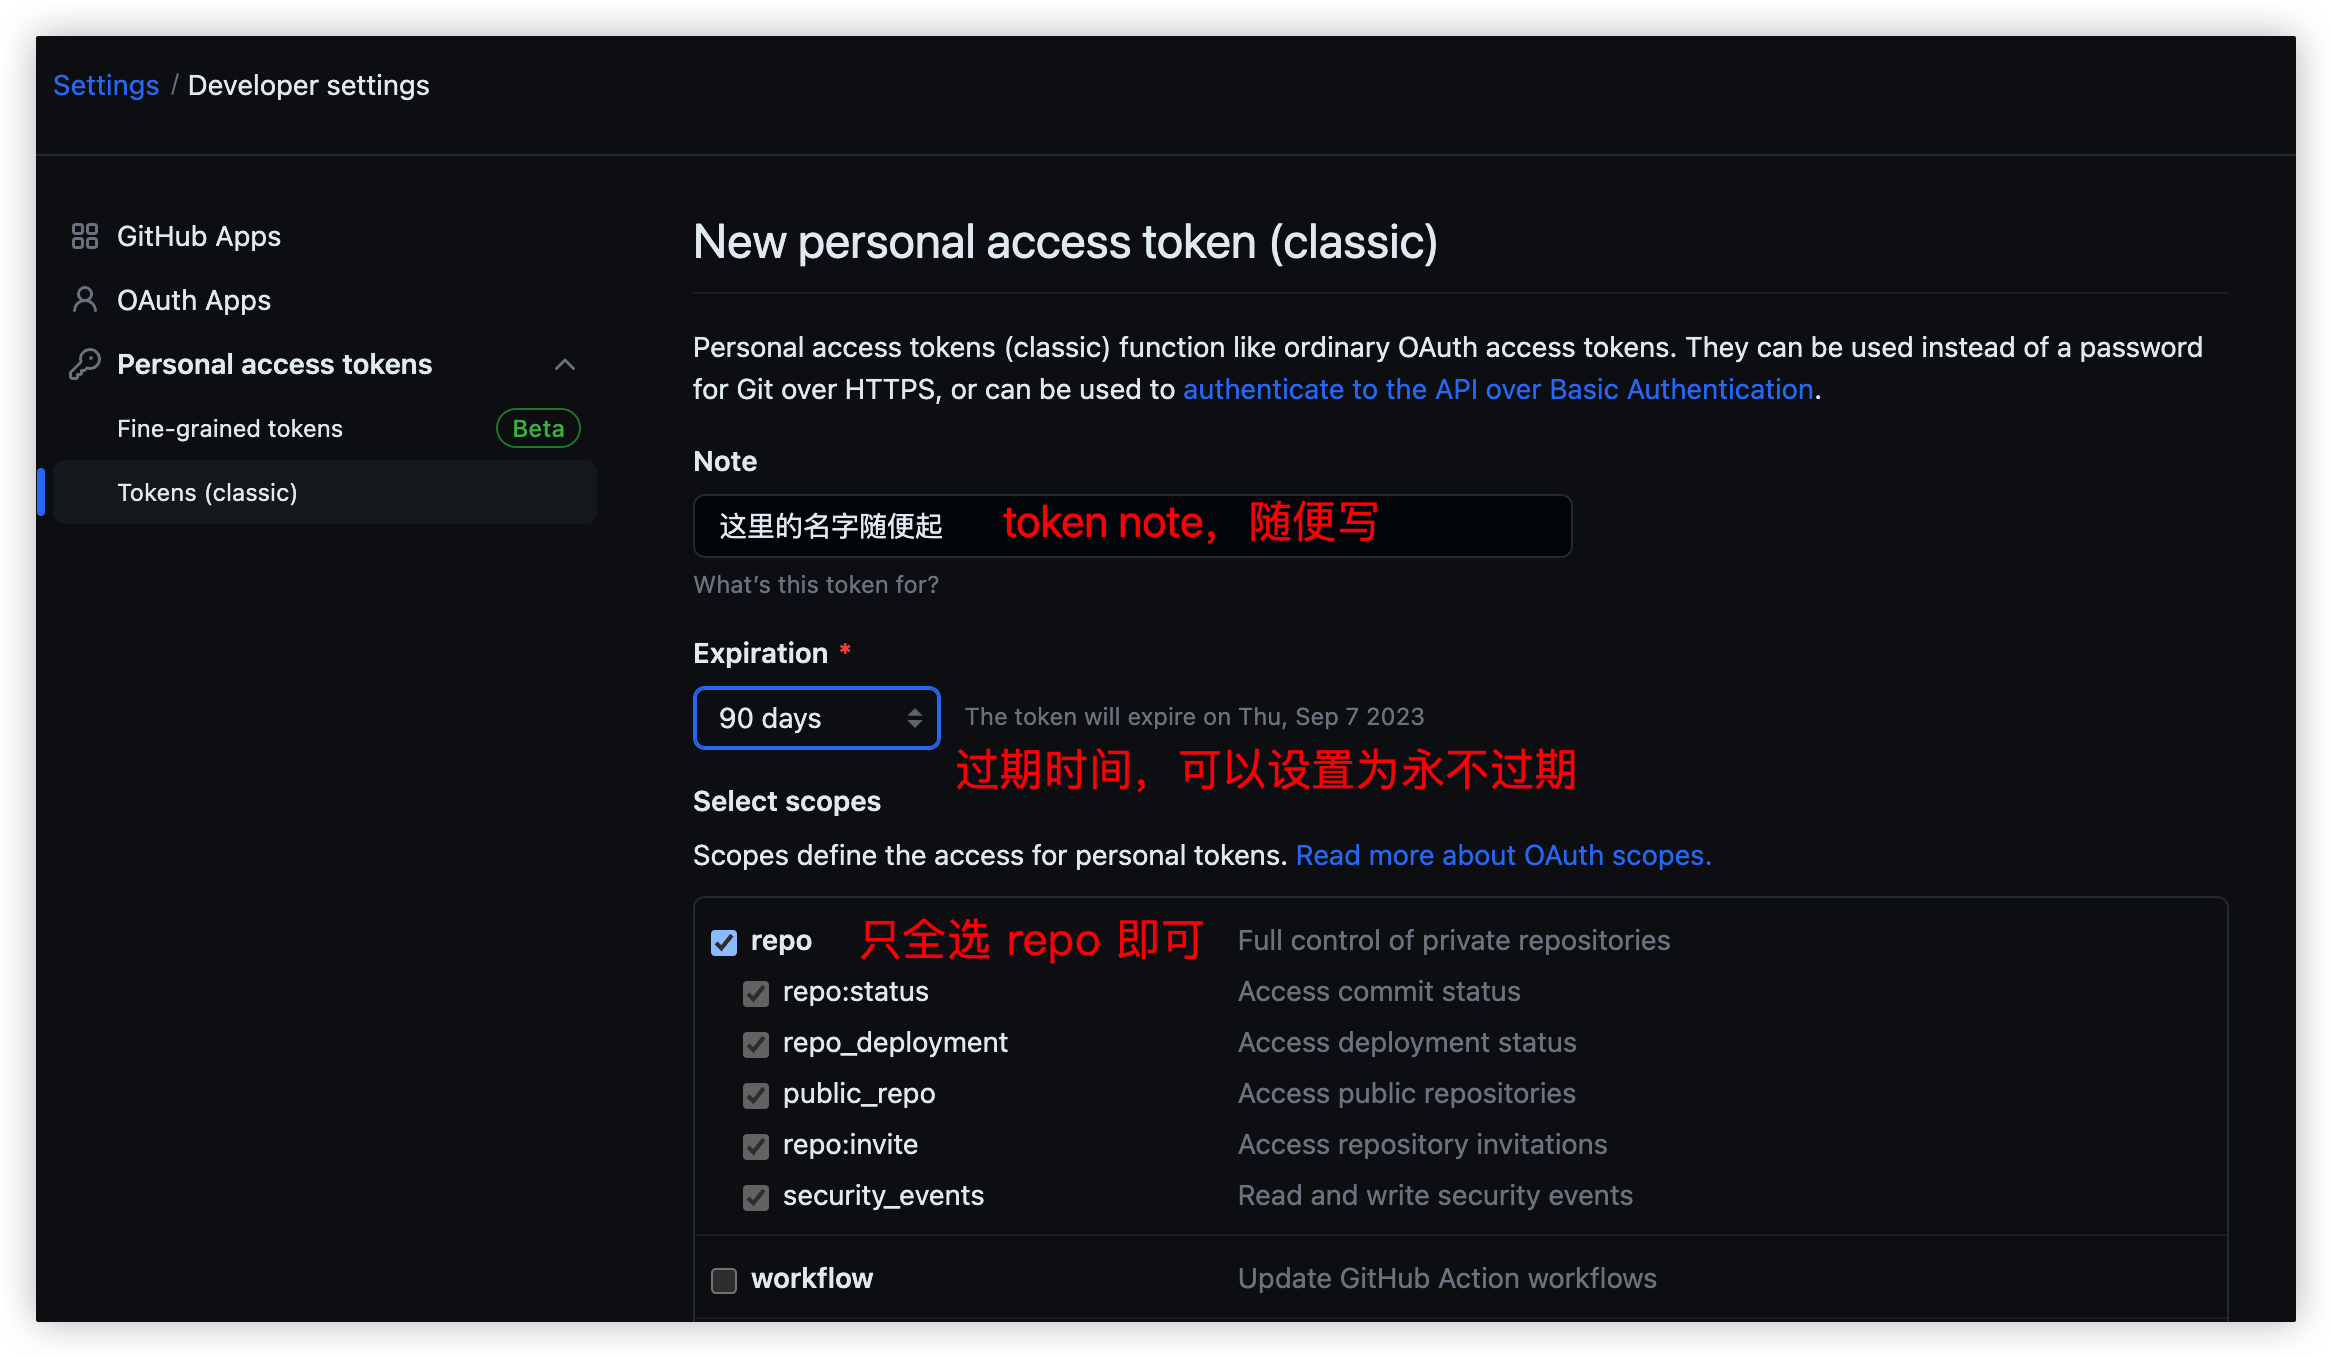 Settings / Developer settings
GitHub Apps
OAuth Apps
Personal access tokens
Fine-grained tokens Beta
Tokens (classic)
New personal access token (classic)
Personal access tokens (classic) function like ordinary OAuth access tokens. They can be used instead of a password
for Git over HTTPS, or can be used to authenticate to the API over Basic Authentication.
Note
这里的名字随便起 token note，随便写
What's this token for?
Expiration *
90 days The token will expire on Thu, Sep 7 2023
过期时间，可以设置为永不过期
Select scopes
Scopes define the access for personal tokens. Read more about OAuth scopes.
repo 只全选 repo 即可 Full control of private repositories
repo:status Access commit status
repo_deployment Access deployment status
public_repo Access public repositories
repo:invite Access repository invitations
security_events Read and write security events
workflow Update GitHub Action workflows